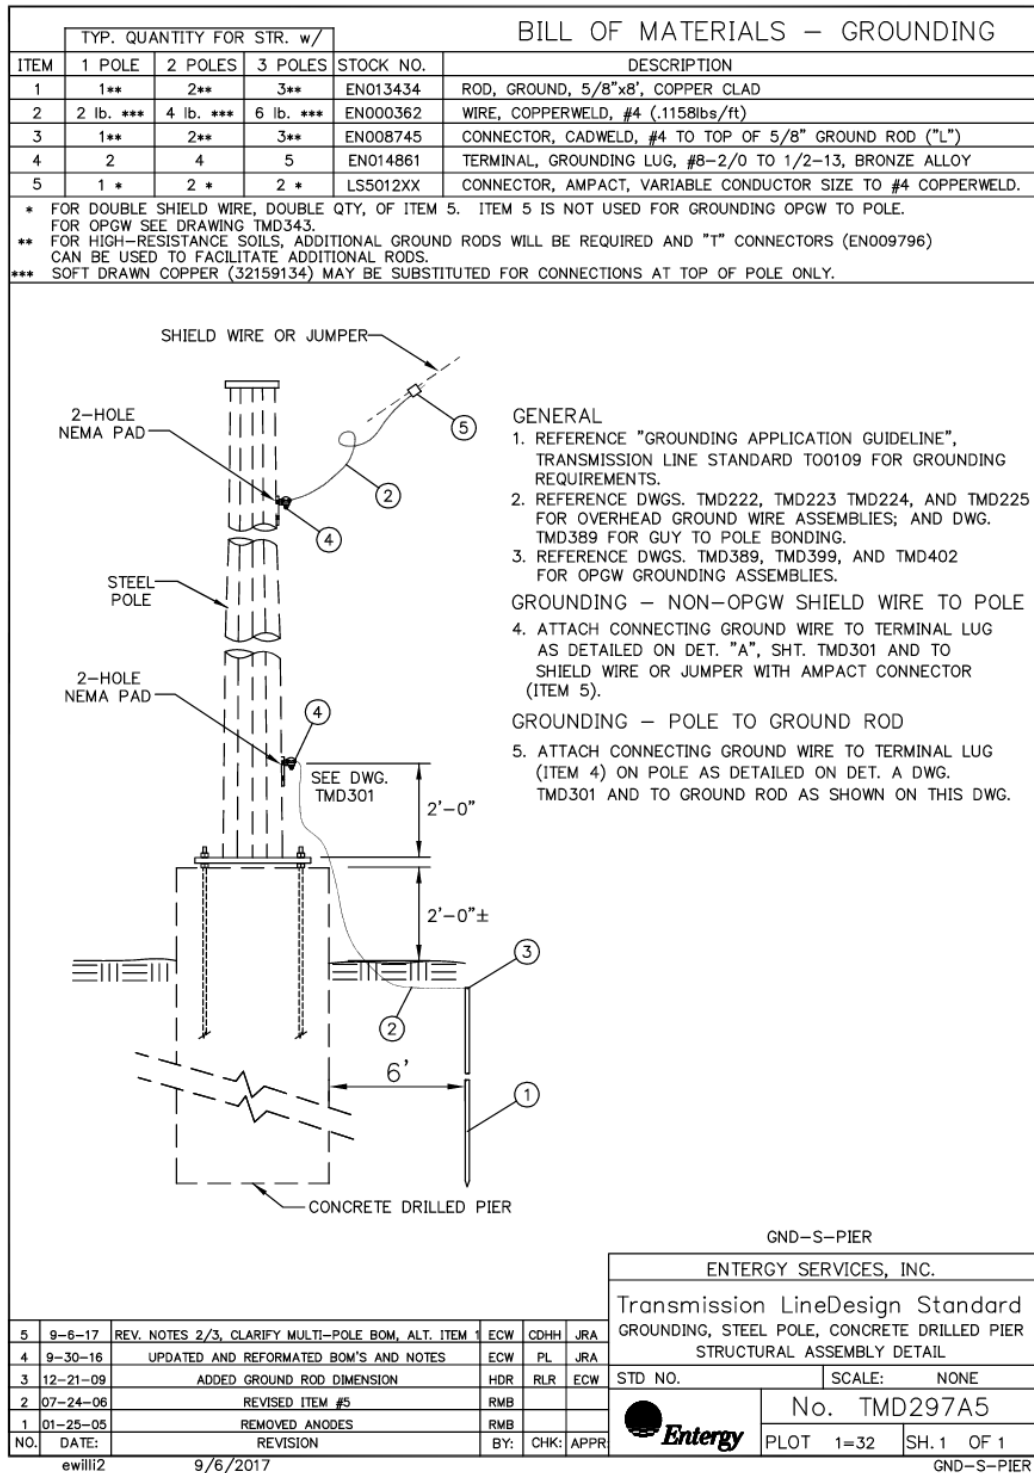 TYP. QUANTITY FOR STR. w/
BILL OF MATERIALS – GROUNDING
ITEM 1 POLE 2 POLES 3 POLES STOCK NO. DESCRIPTION
1 1** 2** 3** EN013434 ROD, GROUND, 5/8"x8', COPPER CLAD
2 2 lb. *** 4 lb. *** 6 lb. *** EN000362 WIRE, COPPERWELD, #4 (.1158lbs/ft)
3 1** 2** 3** EN008745 CONNECTOR, CADWELD, #4 TO TOP OF 5/8" GROUND ROD ("L")
4 2 4 5 EN014861 TERMINAL, GROUNDING LUG, #8-2/0 TO 1/2-13, BRONZE ALLOY
5 1 * 2 * 2 * LS5012XX CONNECTOR, AMPACT, VARIABLE CONDUCTOR SIZE TO #4 COPPERWELD.
* FOR DOUBLE SHIELD WIRE, DOUBLE QTY, OF ITEM 5. ITEM 5 IS NOT USED FOR GROUNDING OPGW TO POLE.
FOR OPGW SEE DRAWING TMD343.
** FOR HIGH-RESISTANCE SOILS, ADDITIONAL GROUND RODS WILL BE REQUIRED AND "T" CONNECTORS (EN009796)
CAN BE USED TO FACILITATE ADDITIONAL RODS.
*** SOFT DRAWN COPPER (32159134) MAY BE SUBSTITUTED FOR CONNECTIONS AT TOP OF POLE ONLY.
SHIELD WIRE OR JUMPER
2-HOLE
NEMA PAD
5
2
4
STEEL
POLE
2-HOLE
NEMA PAD
4
SEE DWG.
TMD301
2'-0"
2'-0"±
3
2
6'
1
CONCRETE DRILLED PIER
GENERAL
1. REFERENCE "GROUNDING APPLICATION GUIDELINE",
TRANSMISSION LINE STANDARD TO0109 FOR GROUNDING
REQUIREMENTS.
2. REFERENCE DWGS. TMD222, TMD223 TMD224, AND TMD225
FOR OVERHEAD GROUND WIRE ASSEMBLIES; AND DWG.
TMD389 FOR GUY TO POLE BONDING.
3. REFERENCE DWGS. TMD389, TMD399, AND TMD402
FOR OPGW GROUNDING ASSEMBLIES.
GROUNDING – NON-OPGW SHIELD WIRE TO POLE
4. ATTACH CONNECTING GROUND WIRE TO TERMINAL LUG
AS DETAILED ON DET. "A", SHT. TMD301 AND TO
SHIELD WIRE OR JUMPER WITH AMPACT CONNECTOR
(ITEM 5).
GROUNDING – POLE TO GROUND ROD
5. ATTACH CONNECTING GROUND WIRE TO TERMINAL LUG
(ITEM 4) ON POLE AS DETAILED ON DET. A DWG.
TMD301 AND TO GROUND ROD AS SHOWN ON THIS DWG.
GND-S-PIER
ENTERGY SERVICES, INC.
Transmission LineDesign Standard
GROUNDING, STEEL POLE, CONCRETE DRILLED PIER
STRUCTURAL ASSEMBLY DETAIL
STD NO. SCALE: NONE
Entergy
No. TMD297A5
PLOT 1=32 SH. 1 OF 1
5 9-6-17 REV. NOTES 2/3, CLARIFY MULTI-POLE BOM, ALT. ITEM 1 ECW CDHH JRA
4 9-30-16 UPDATED AND REFORMATED BOM'S AND NOTES ECW PL JRA
3 12-21-09 ADDED GROUND ROD DIMENSION HDR RLR ECW
2 07-24-06 REVISED ITEM #5 RMB
1 01-25-05 REMOVED ANODES RMB
NO. DATE: REVISION BY: CHK: APPR:
ewilli2 9/6/2017 GND-S-PIER